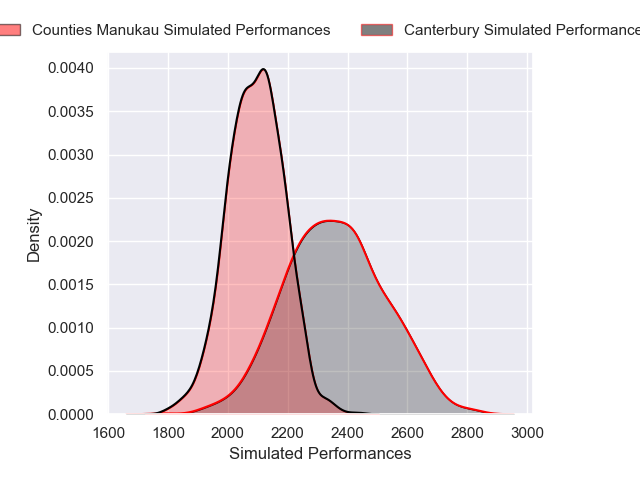 Counties Manukau Simulated Performances
Canterbury Simulated Performance
0.0040
0.0035
0.0030
0.0025
0.0020
0.0015
0.0010
0.0005
0.0000
Density
1600 1800 2000 2200 2400 2600 2800 3000
Simulated Performances